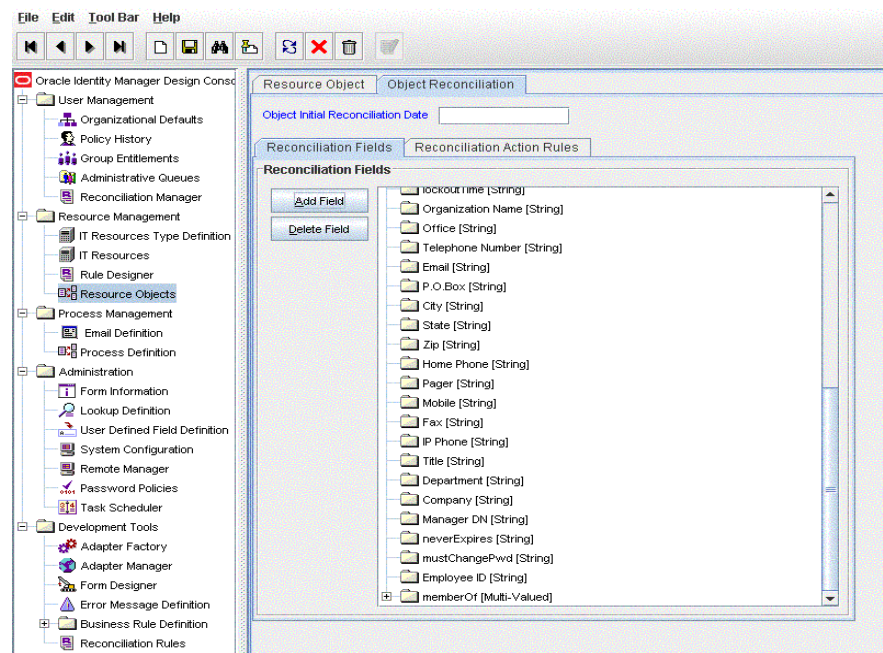 File Edit Tool Bar Help
Oracle Identity Manager Design Consc
User Management
Organizational Defaults
Policy History
Group Entitlements
Administrative Queues
Reconciliation Manager
Resource Management
IT Resources Type Definition
IT Resources
Rule Designer
Resource Objects
Process Management
Email Definition
Process Definition
Administration
Form Information
Lookup Definition
User Defined Field Definition
System Configuration
Remote Manager
Password Policies
Task Scheduler
Development Tools
Adapter Factory
Adapter Manager
Form Designer
Error Message Definition
Business Rule Definition
Reconciliation Rules
Resource Object Object Reconciliation
Object Initial Reconciliation Date
Reconciliation Fields Reconciliation Action Rules
Reconciliation Fields
Add Field
Delete Field
lockoutTime [String]
Organization Name [String]
Office [String]
Telephone Number [String]
Email [String]
P.O.Box [String]
City [String]
State [String]
Zip [String]
Home Phone [String]
Pager [String]
Mobile [String]
Fax [String]
IP Phone [String]
Title [String]
Department [String]
Company [String]
Manager DN [String]
neverExpires [String]
mustChangePwd [String]
Employee ID [String]
memberOf [Multi-Valued]